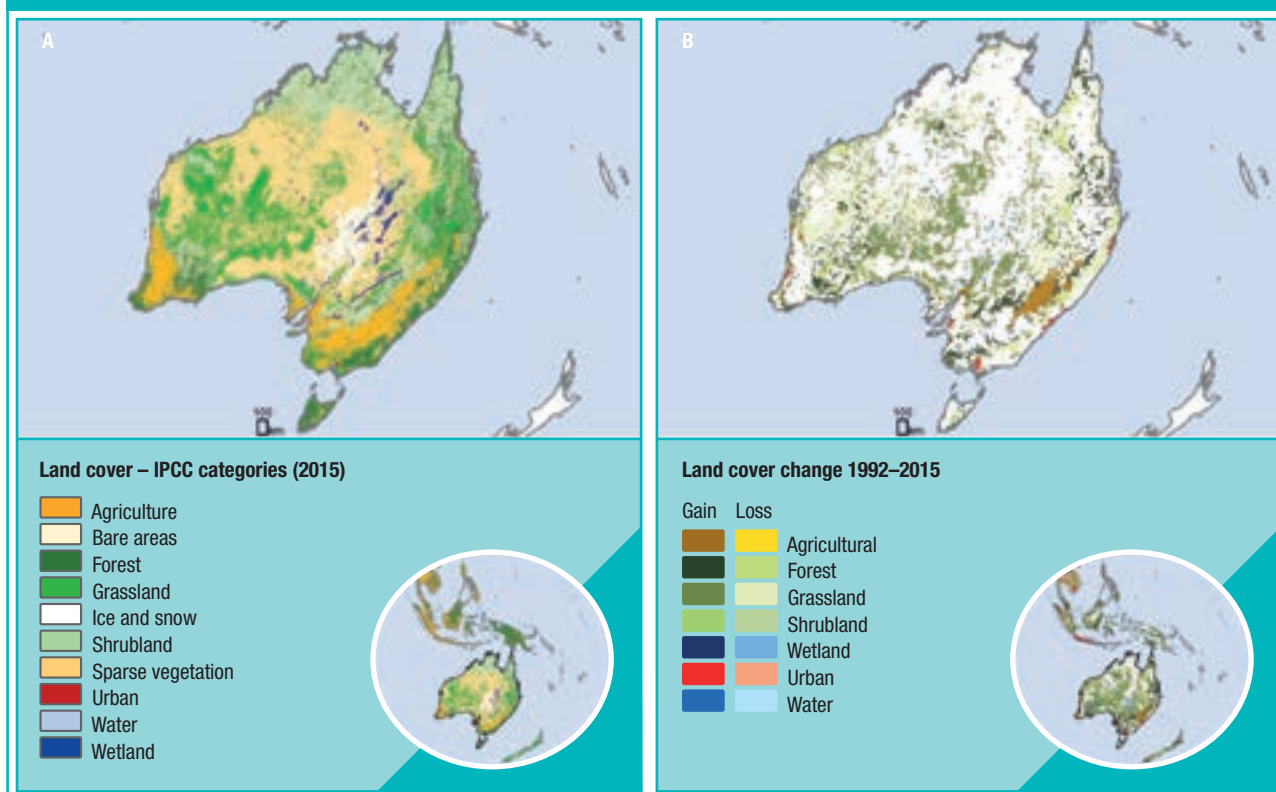 A
B
Land cover – IPCC categories (2015)
Agriculture
Bare areas
Forest
Grassland
Ice and snow
Shrubland
Sparse vegetation
Urban
Water
Wetland
Land cover change 1992–2015
Gain Loss
Agricultural
Forest
Grassland
Shrubland
Wetland
Urban
Water